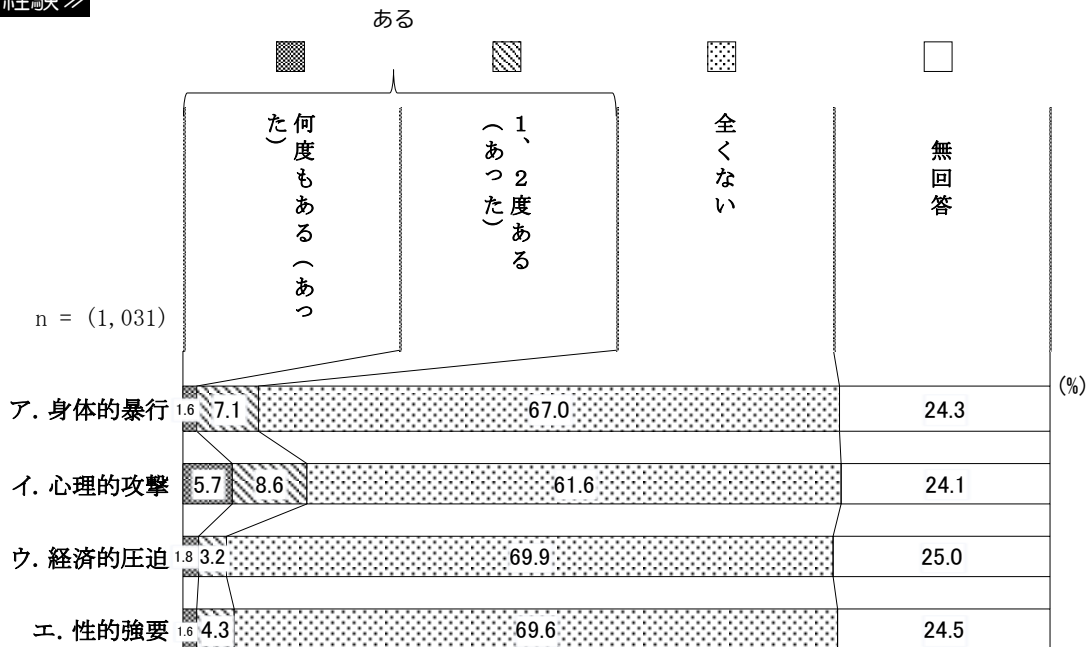 ある
何度もある（あった）
1、2度ある（あった）
全くない
無回答
n = (1,031)
(%)
ア. 身体的暴行 1.6 7.1 67.0 24.3
イ. 心理的攻撃 5.7 8.6 61.6 24.1
ウ. 経済的圧迫 1.8 3.2 69.9 25.0
エ. 性的強要 1.6 4.3 69.6 24.5